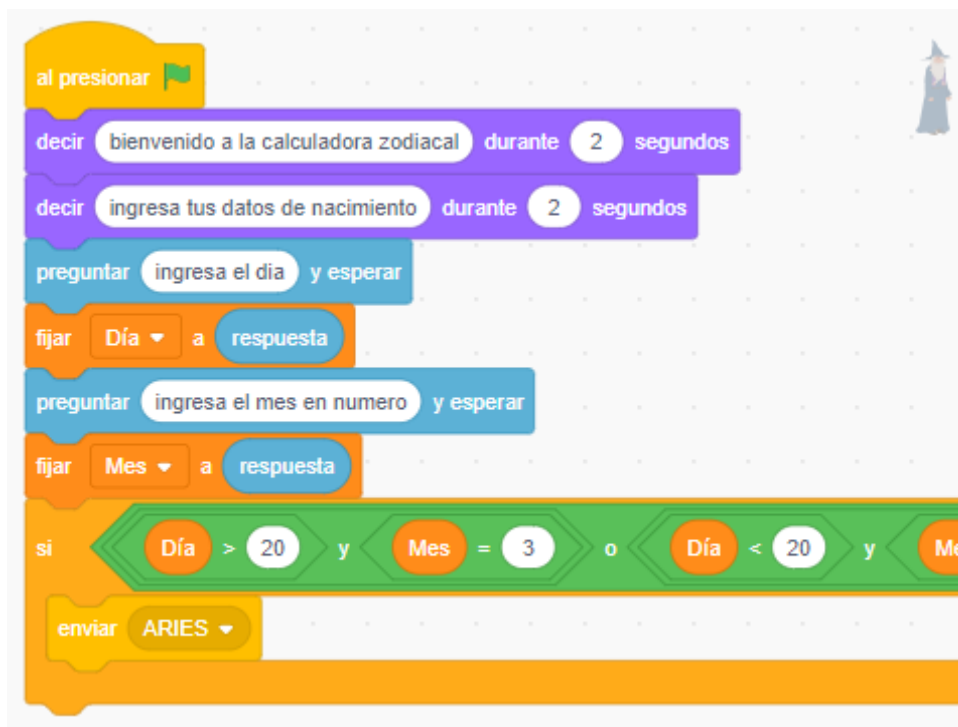 al presionar
decir bienvenido a la calculadora zodiacal durante 2 segundos
decir ingresa tus datos de nacimiento durante 2 segundos
preguntar ingresa el dia y esperar
fijar Día a respuesta
preguntar ingresa el mes en numero y esperar
fijar Mes a respuesta
si Día > 20 y Mes = 3 o Día < 20 y
enviar ARIES